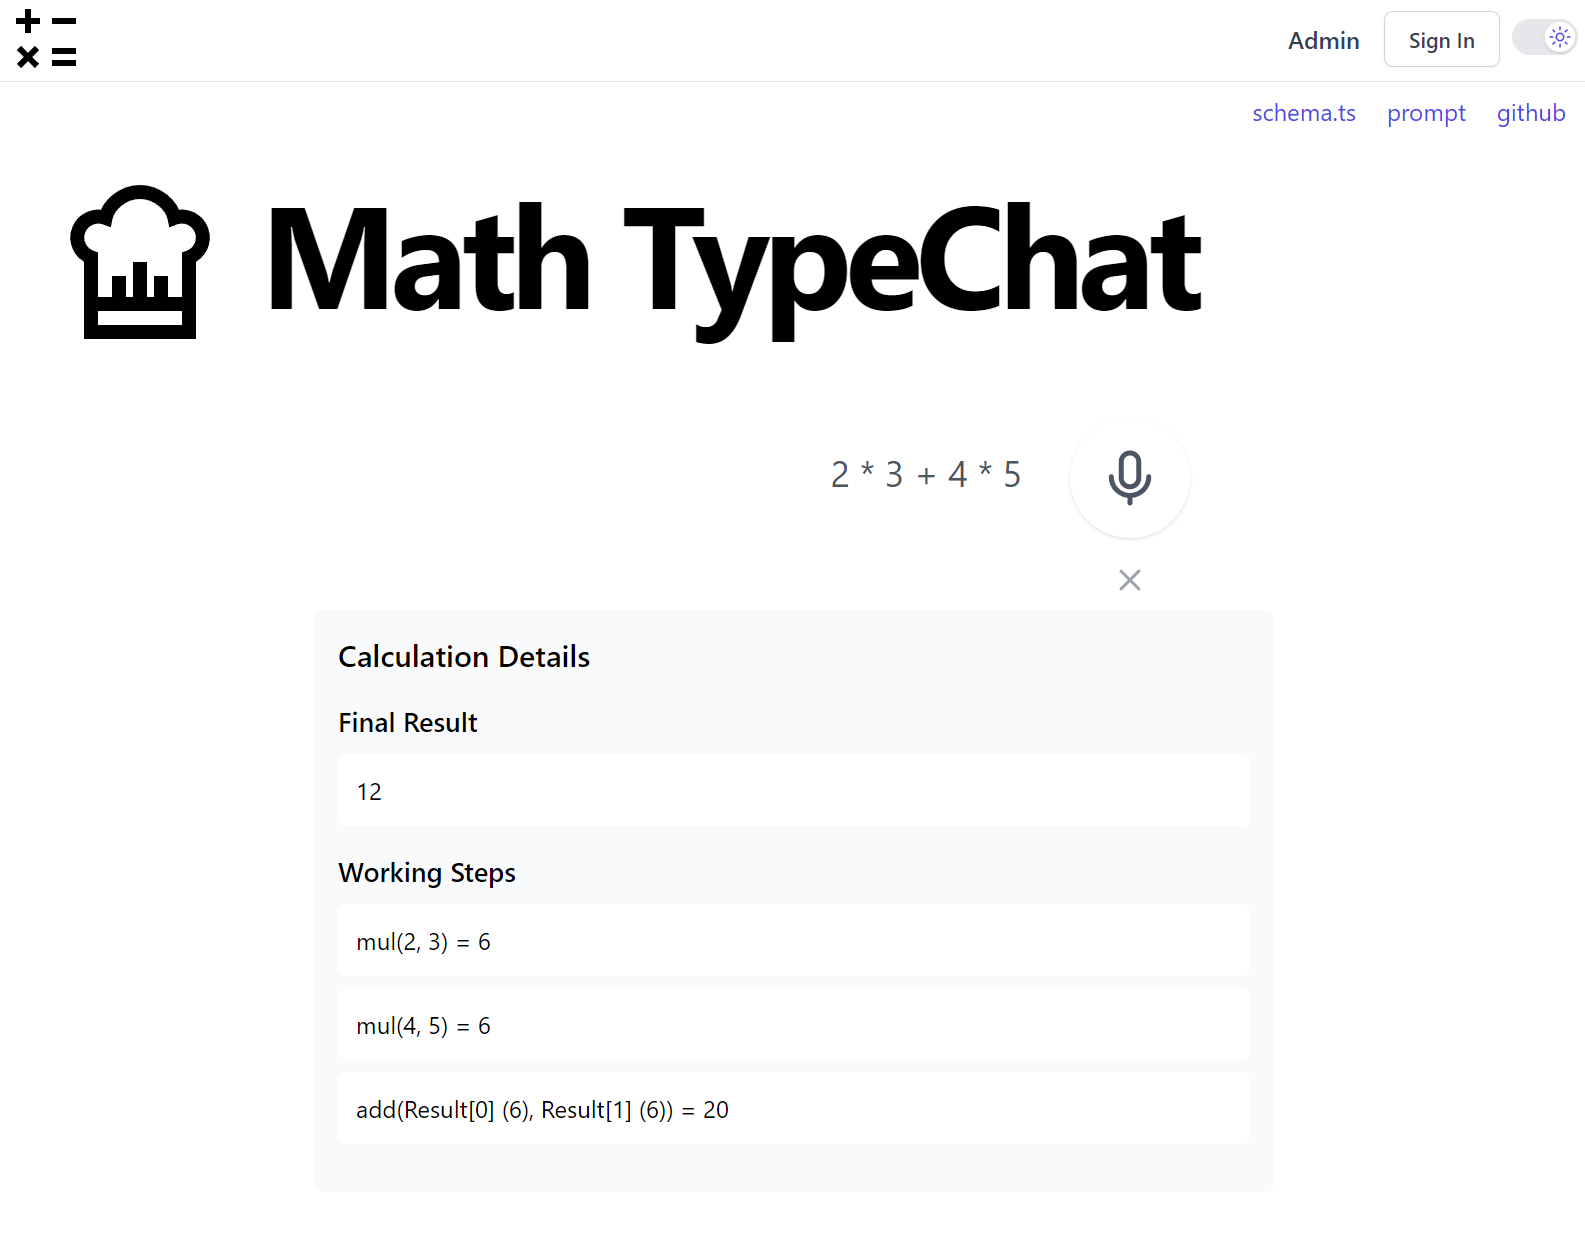 Admin
Sign In
schema.ts prompt github
Math TypeChat
2 * 3 + 4 * 5
Calculation Details
Final Result
12
Working Steps
mul(2, 3) = 6
mul(4, 5) = 6
add(Result[0] (6), Result[1] (6)) = 20